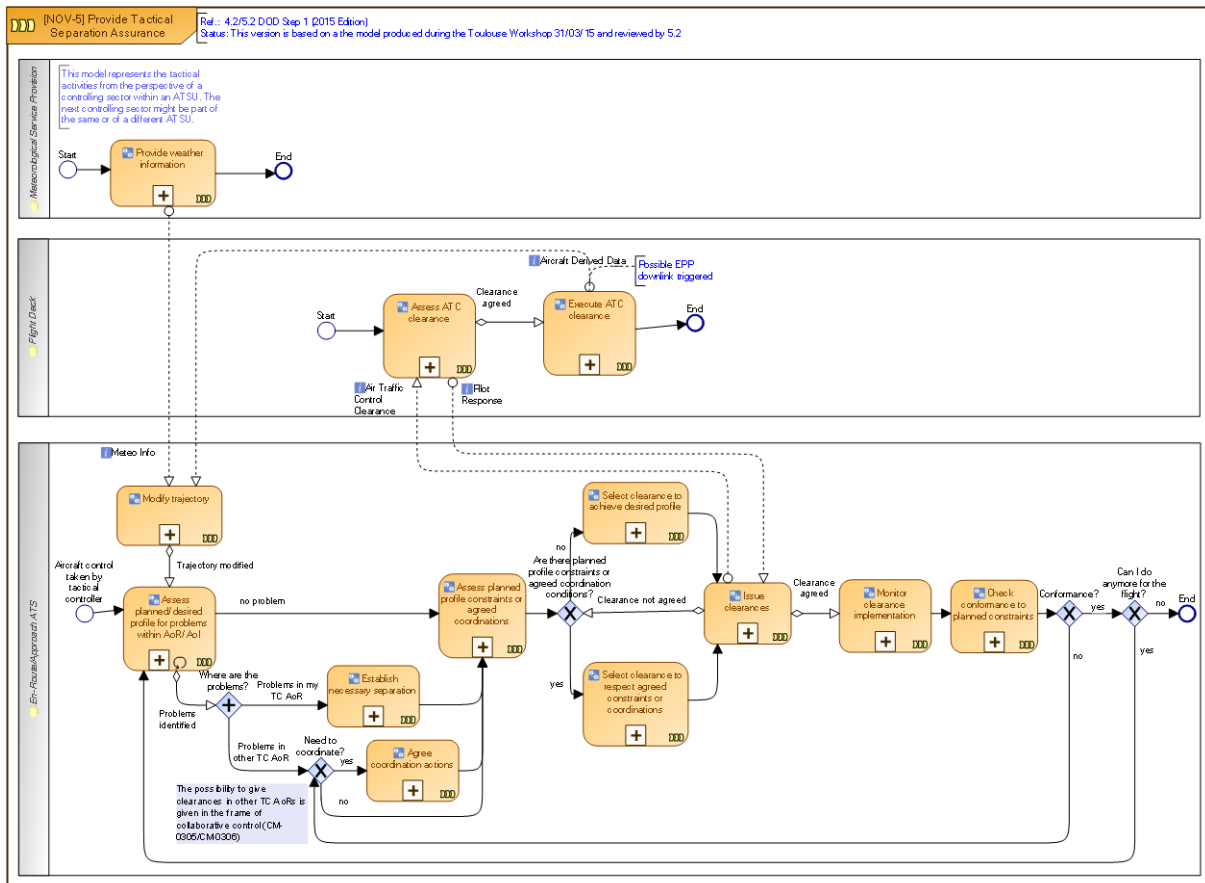 [NOV-5] Provide Tactical
Separation Assurance
Ref.: 4.2/5.2 DOD Step 1 (2015 Edition)
Status: This version is based on a the model produced during the Toulouse Workshop 31/03/15 and reviewed by 5.2
Meteorological Service Provision
This model represents the tactical
activities from the perspective of a
controlling sector within an ATSU. The
next controlling sector might be part of
the same or of a different ATSU.
Start
Provide weather
information
End
Flight Deck
Aircraft Derived Data
Possible EPP
downlink triggered
Start
Assess ATC
clearance
Clearance
agreed
Execute ATC
clearance
End
Air Traffic
Control
Clearance
Pilot
Response
En-Route/Approach ATS
Meteo Info
Modify trajectory
Trajectory modified
Aircraft control
taken by
tactical
controller
Assess
planned/desired
profile for problems
within AoR/AoI
no problem
Problems
identified
Where are the
problems?
Problems in my
TC AoR
Establish
necessary separation
Problems in
other TC AoR
Need to
coordinate?
yes
no
Agree
coordination actions
The possibility to give
clearances in other TC AoRs is
given in the frame of
collaborative control (CM-
0305/CM-0306)
Assess planned
profile constraints or
agreed
coordinations
Are there planned
profile constraints or
agreed coordination
conditions?
no
yes
Select clearance to
achieve desired profile
Select clearance to
respect agreed
constraints or
coordinations
Clearance not agreed
Issue
clearances
Clearance
agreed
Monitor
clearance
implementation
Check
conformance to
planned constraints
Conformance?
yes
no
Can I do
anymore for the
flight?
no
yes
End